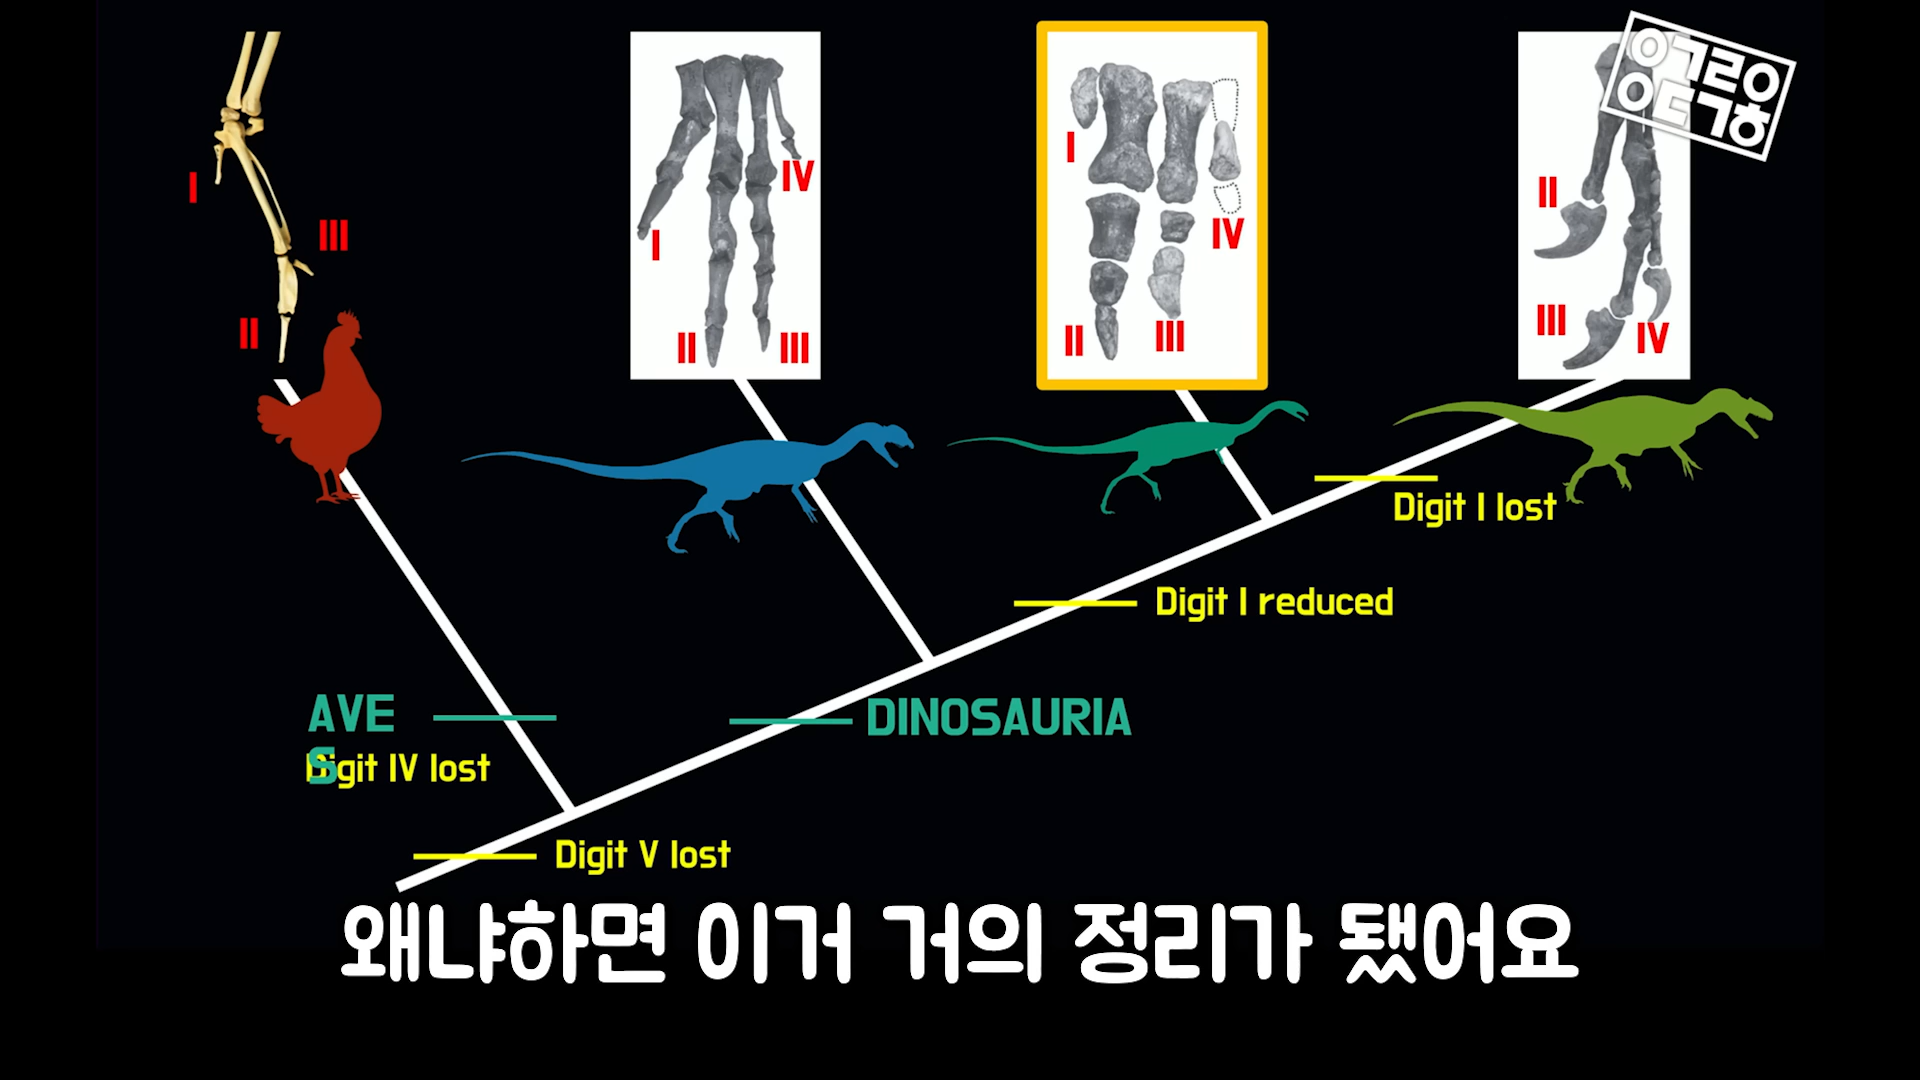 I
III
II
I
IV
II
III
I
IV
II
III
II
III
IV
Digit I lost
Digit I reduced
AVE
S
DINOSAURIA
Digit IV lost
Digit V lost
왜냐하면 이거 거의 정리가 됐어요